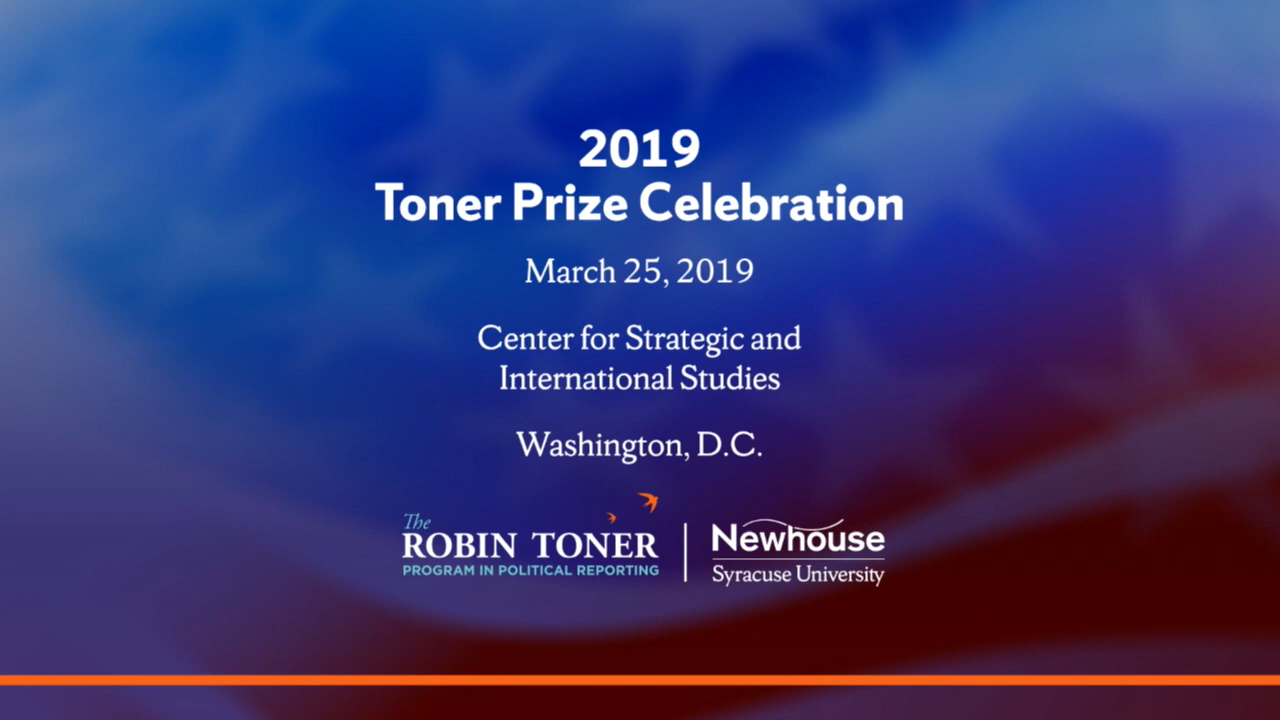 2019
Toner Prize Celebration
March 25, 2019
Center for Strategic and
International Studies
Washington, D.C.
The
ROBIN TONER
PROGRAM IN POLITICAL REPORTING
Newhouse
Syracuse University